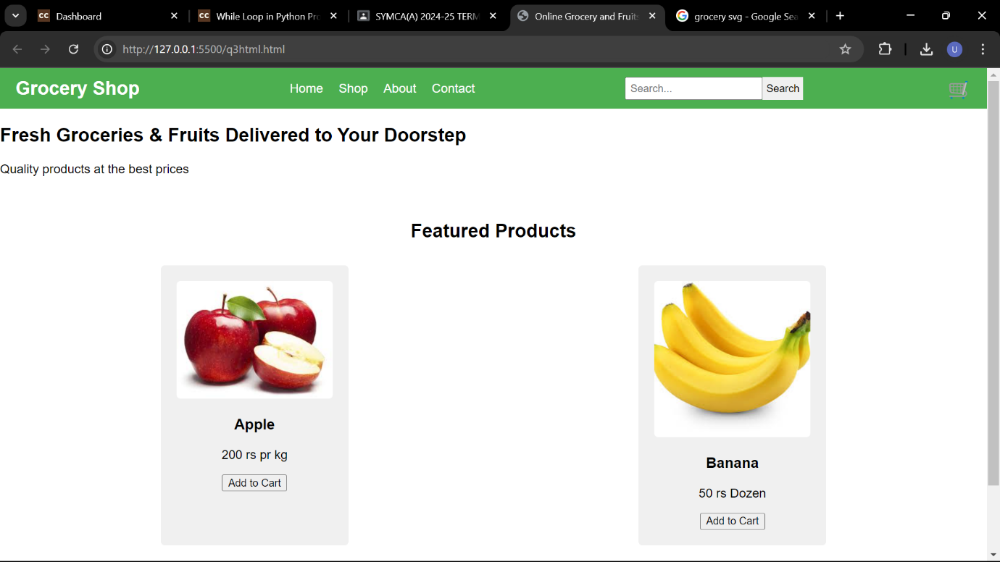 Dashboard
While Loop in Python Pr
SYMCA(A) 2024-25 TERM
Online Grocery and Fruit
grocery svg - Google Sea
http://127.0.0.1:5500/q3html.html
U
Grocery Shop
Home Shop About Contact
Search...
Search
Fresh Groceries & Fruits Delivered to Your Doorstep
Quality products at the best prices
Featured Products
Apple
200 rs pr kg
Add to Cart
Banana
50 rs Dozen
Add to Cart